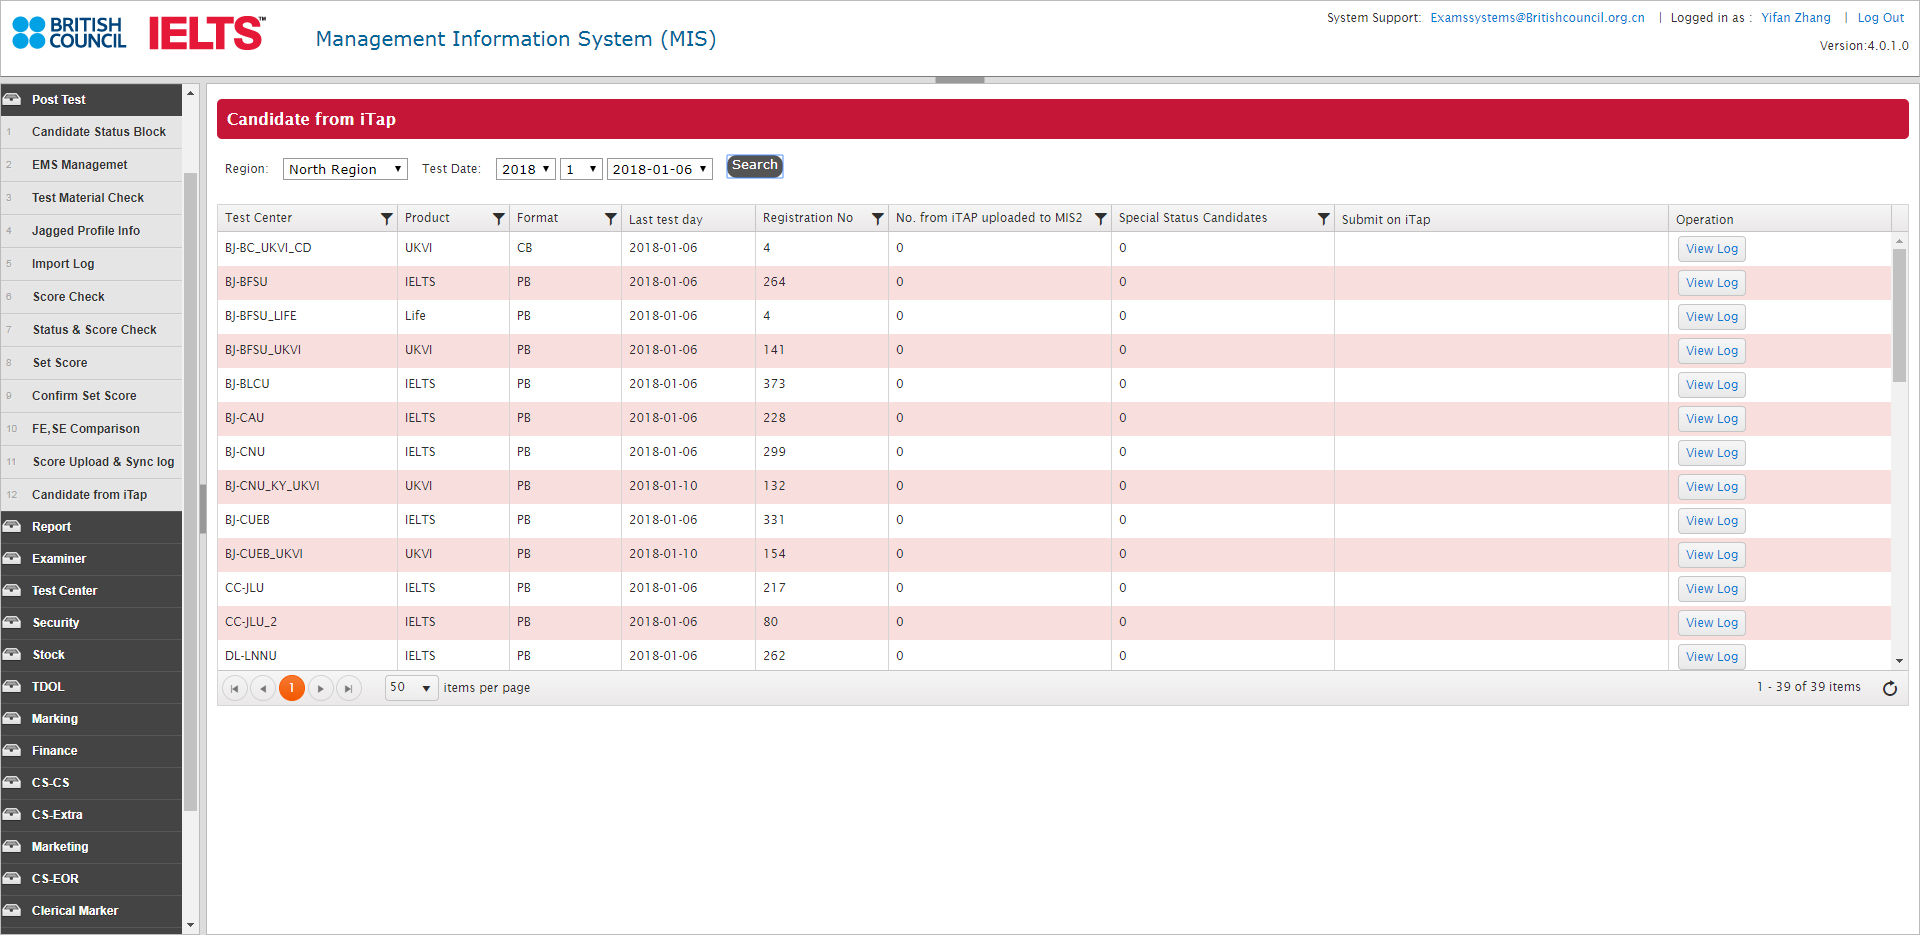 BRITISH COUNCIL
IELTS™
Management Information System (MIS)
System Support: Examssystems@Britishcouncil.org.cn | Logged in as : Yifan Zhang | Log Out
Version:4.0.1.0
Post Test
1 Candidate Status Block
2 EMS Managemet
3 Test Material Check
4 Jagged Profile Info
5 Import Log
6 Score Check
7 Status & Score Check
8 Set Score
9 Confirm Set Score
10 FE,SE Comparison
11 Score Upload & Sync log
12 Candidate from iTap
Report
Examiner
Test Center
Security
Stock
TDOL
Marking
Finance
CS-CS
CS-Extra
Marketing
CS-EOR
Clerical Marker
Candidate from iTap
Region: North Region Test Date: 2018 1 2018-01-06 Search
Test Center Product Format Last test day Registration No No. from iTAP uploaded to MIS2 Special Status Candidates Submit on iTap Operation
BJ-BC_UKVI_CD UKVI CB 2018-01-06 4 0 0 View Log
BJ-BFSU IELTS PB 2018-01-06 264 0 0 View Log
BJ-BFSU_LIFE Life PB 2018-01-06 4 0 0 View Log
BJ-BFSU_UKVI UKVI PB 2018-01-06 141 0 0 View Log
BJ-BLCU IELTS PB 2018-01-06 373 0 0 View Log
BJ-CAU IELTS PB 2018-01-06 228 0 0 View Log
BJ-CNU IELTS PB 2018-01-06 299 0 0 View Log
BJ-CNU_KY_UKVI UKVI PB 2018-01-10 132 0 0 View Log
BJ-CUEB IELTS PB 2018-01-06 331 0 0 View Log
BJ-CUEB_UKVI UKVI PB 2018-01-10 154 0 0 View Log
CC-JLU IELTS PB 2018-01-06 217 0 0 View Log
CC-JLU_2 IELTS PB 2018-01-06 80 0 0 View Log
DL-LNNU IELTS PB 2018-01-06 262 0 0 View Log
1 50 items per page 1 - 39 of 39 items